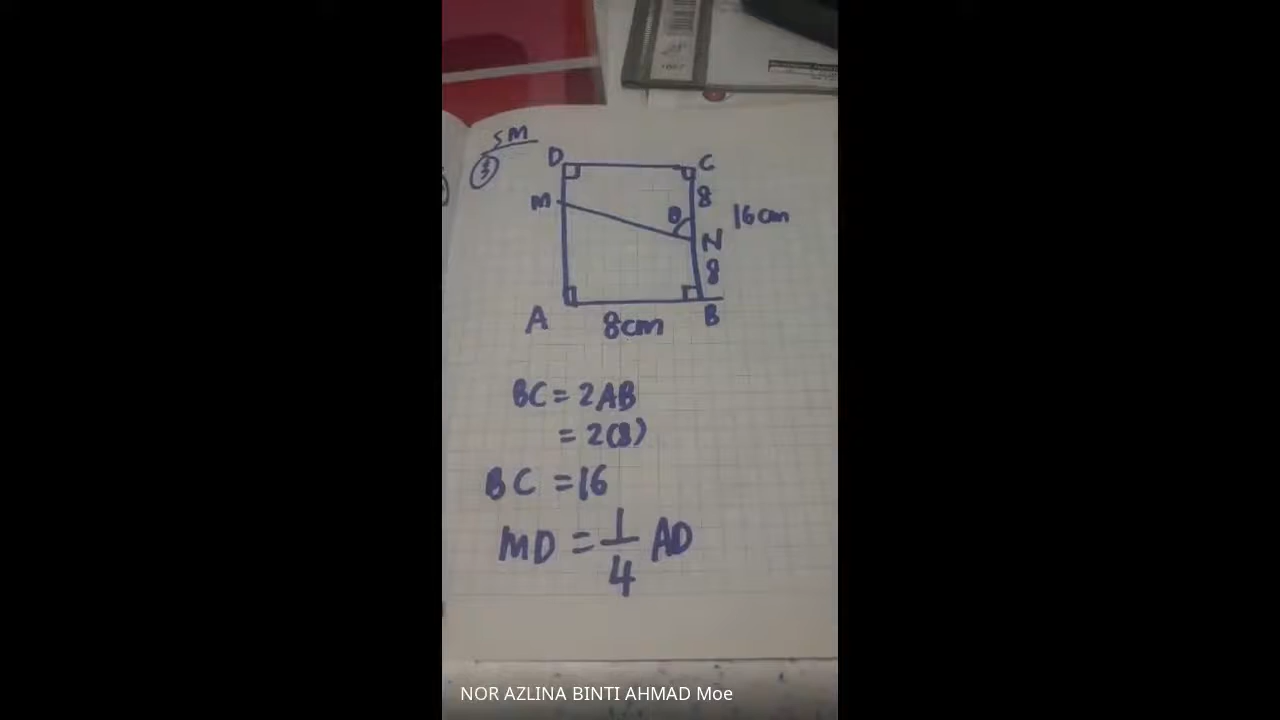 5M
3
D
C
M
8
θ
16cm
N
8
A
8cm
B
BC = 2AB
= 2(8)
BC = 16
MD = 1/4 AD
NOR AZLINA BINTI AHMAD Moe